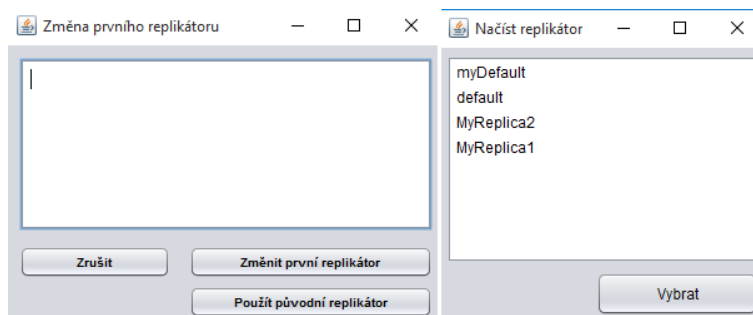 Změna prvního replikátoru
Zrušit
Změnit první replikátor
Použít původní replikátor
Načíst replikátor
myDefault
default
MyReplica2
MyReplica1
Vybrat